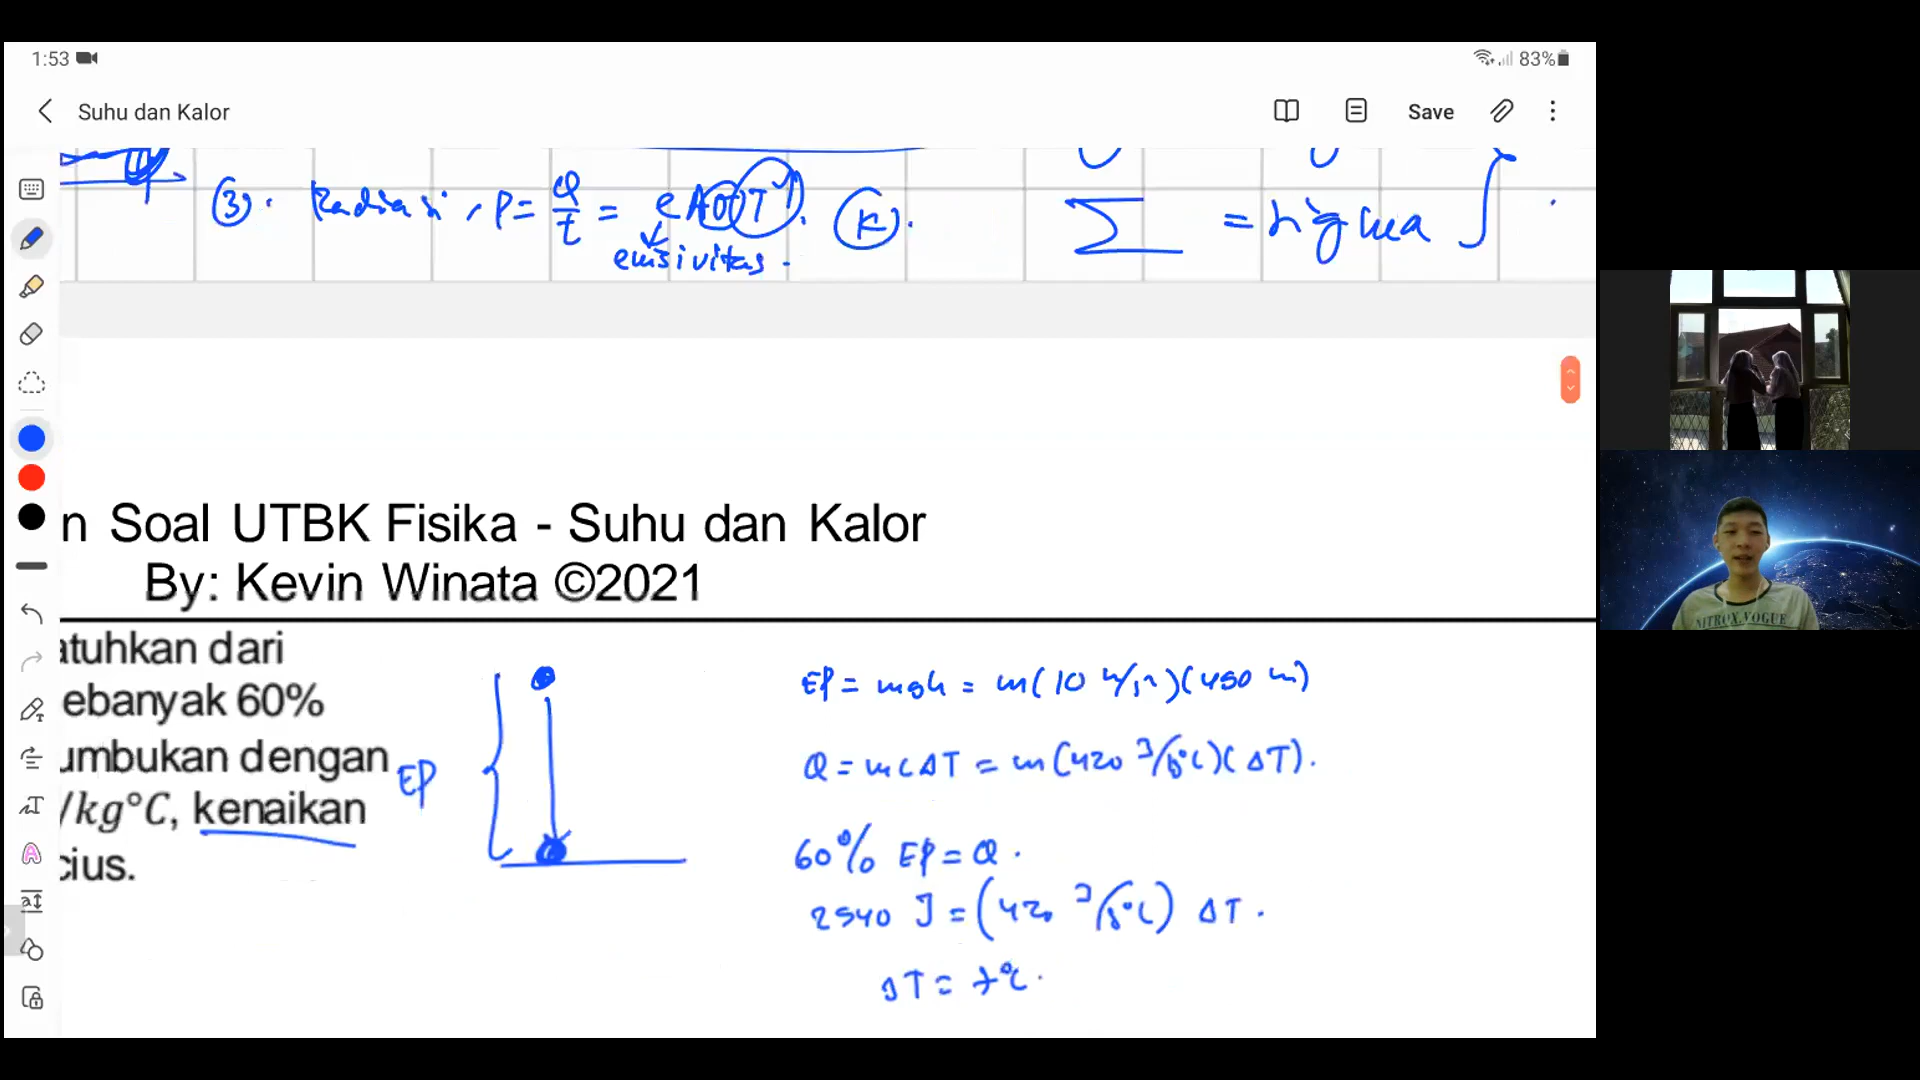 1:53
83%
Suhu dan Kalor
Save
③. Radiasi, P = Q/t = eAσT⁴. (K).
emisivitas.
Σ = sigma ∫
n Soal UTBK Fisika - Suhu dan Kalor
By: Kevin Winata ©2021
atuhkan dari
ebanyak 60%
umbukan dengan
/kg°C, kenaikan
cius.
EP
EP = mgh = m(10 m/s²)(450 m)
Q = mcΔT = m(420 J/kg°C)(ΔT).
60% EP = Q.
2540 J = (420 J/kg°C) ΔT.
ΔT = 7°C.
NITROX.VOGUE